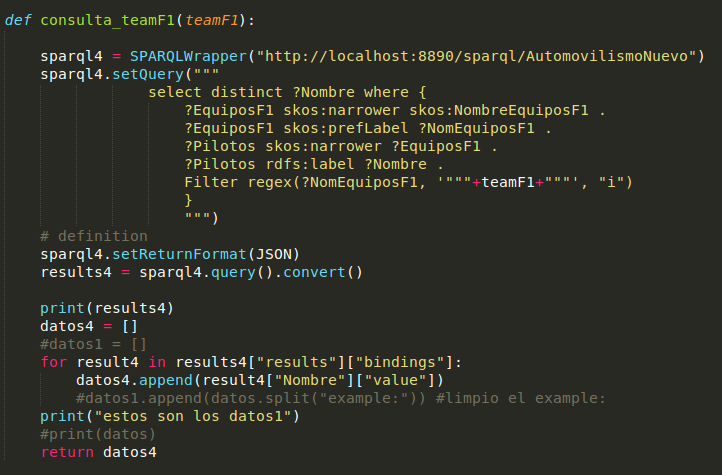 def consulta_teamF1(teamF1):
sparql4 = SPARQLWrapper("http://localhost:8890/sparql/AutomovilismoNuevo")
sparql4.setQuery("""
select distinct ?Nombre where {
?EquiposF1 skos:narrower skos:NombreEquiposF1 .
?EquiposF1 skos:prefLabel ?NomEquiposF1 .
?Pilotos skos:narrower ?EquiposF1 .
?Pilotos rdfs:label ?Nombre .
Filter regex(?NomEquiposF1, '"""+teamF1+"""', "i")
}
""")
# definition
sparql4.setReturnFormat(JSON)
results4 = sparql4.query().convert()
print(results4)
datos4 = []
#datos1 = []
for result4 in results4["results"]["bindings"]:
datos4.append(result4["Nombre"]["value"])
#datos1.append(datos.split("example:")) #limpio el example:
print("estos son los datos1")
#print(datos)
return datos4